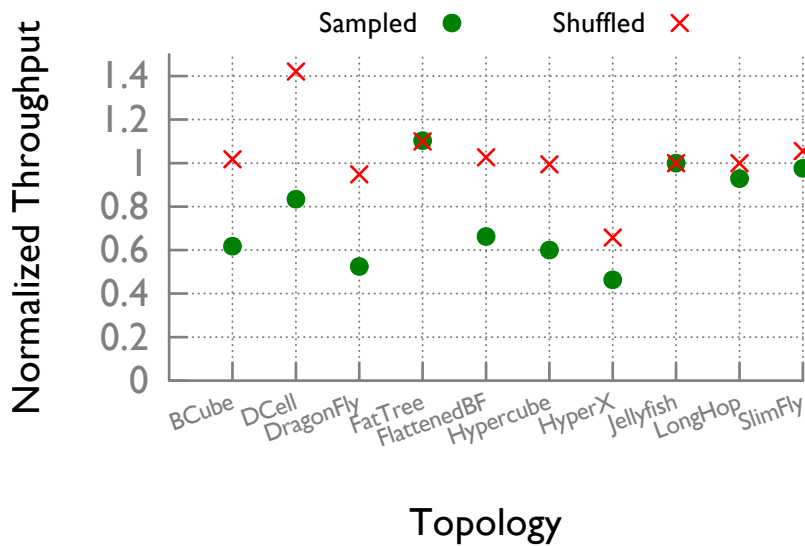 Sampled
Shuffled
Normalized Throughput
1.4
1.2
1
0.8
0.6
0.4
0.2
0
BCube
DCell
DragonFly
FatTree
FlattenedBF
Hypercube
HyperX
Jellyfish
LongHop
SlimFly
Topology